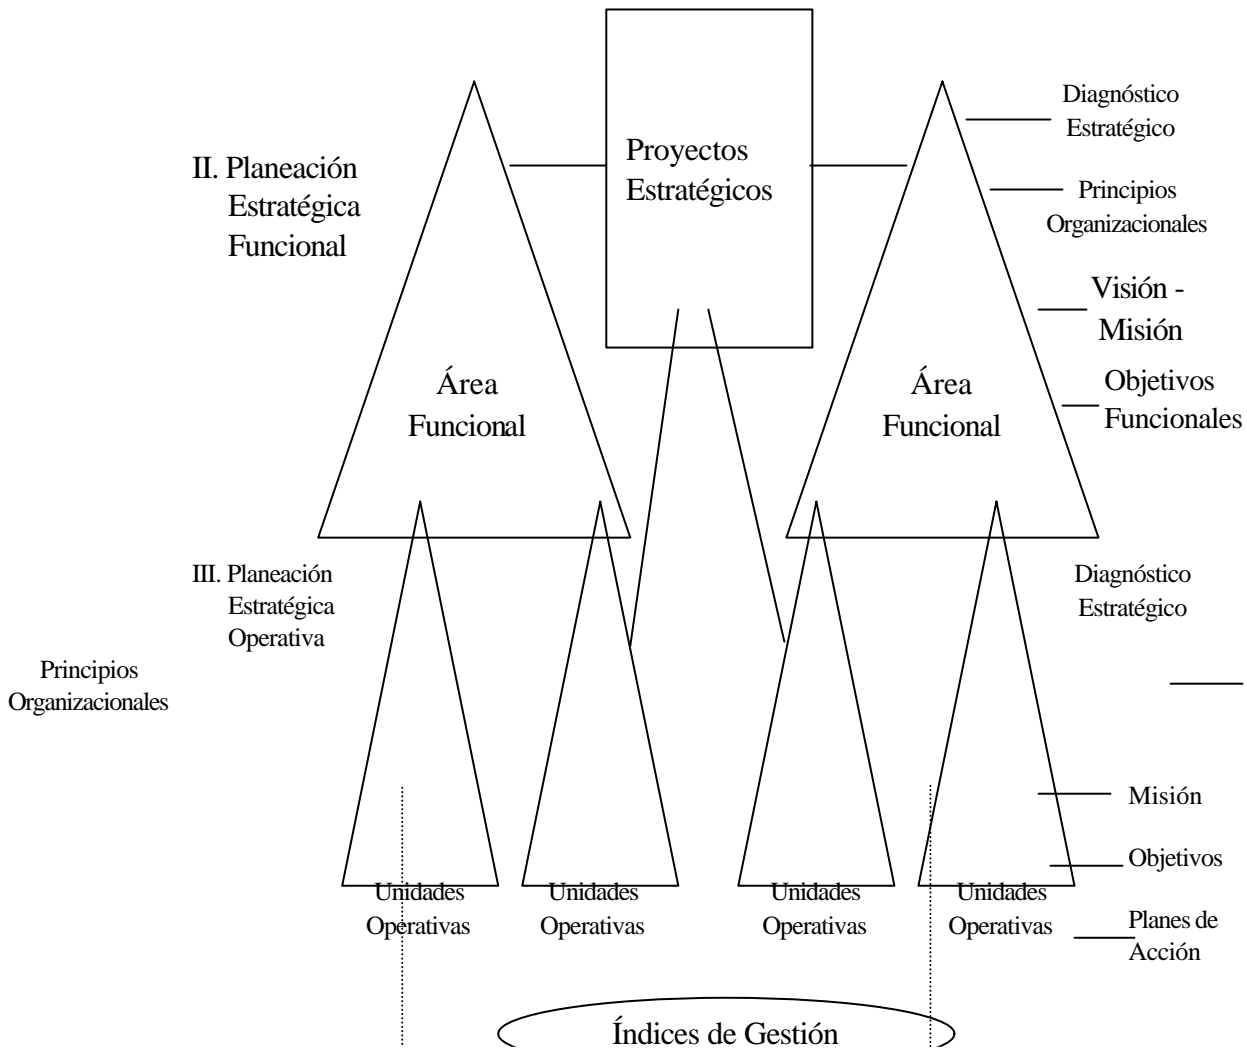 Diagnóstico
Estratégico
II. Planeación
Estratégica
Funcional
Proyectos
Estratégicos
Principios
Organizacionales
Visión -
Misión
Área
Funcional
Área
Funcional
Objetivos
Funcionales
III. Planeación
Estratégica
Operativa
Diagnóstico
Estratégico
Principios
Organizacionales
Misión
Objetivos
Unidades
Operativas
Unidades
Operativas
Unidades
Operativas
Unidades
Operativas
Planes de
Acción
Índices de Gestión